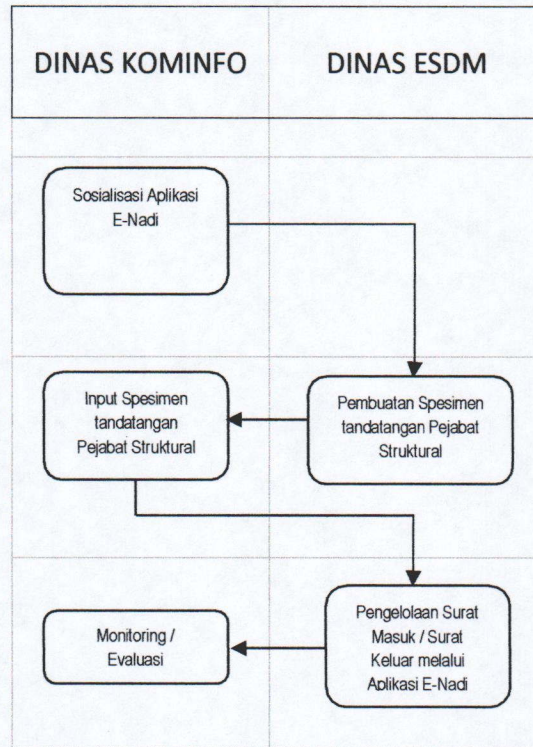 DINAS KOMINFO
DINAS ESDM
Sosialisasi Aplikasi
E-Nadi
Input Spesimen
tandatangan
Pejabat Struktural
Pembuatan Spesimen
tandatangan Pejabat
Struktural
Monitoring /
Evaluasi
Pengelolaan Surat
Masuk / Surat
Keluar melalui
Aplikasi E-Nadi